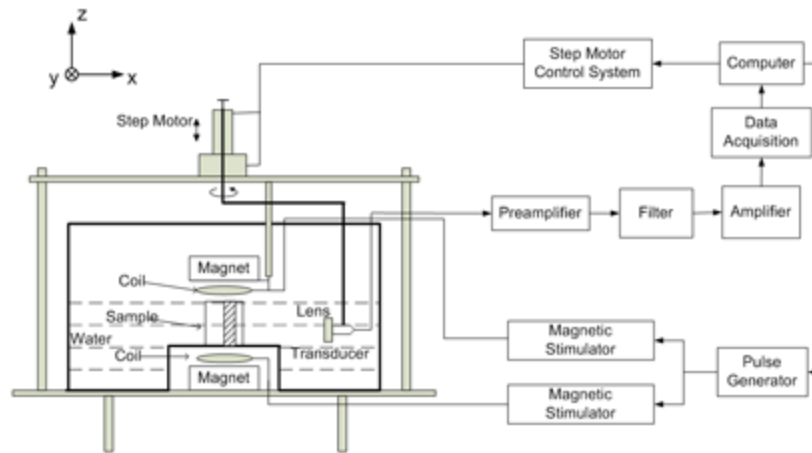 z
y
x
Step Motor
Step Motor
Control System
Computer
Data
Acquisition
Preamplifier
Filter
Amplifier
Magnet
Coil
Sample
Lens
Water
Coil
Transducer
Magnet
Magnetic
Stimulator
Magnetic
Stimulator
Pulse
Generator